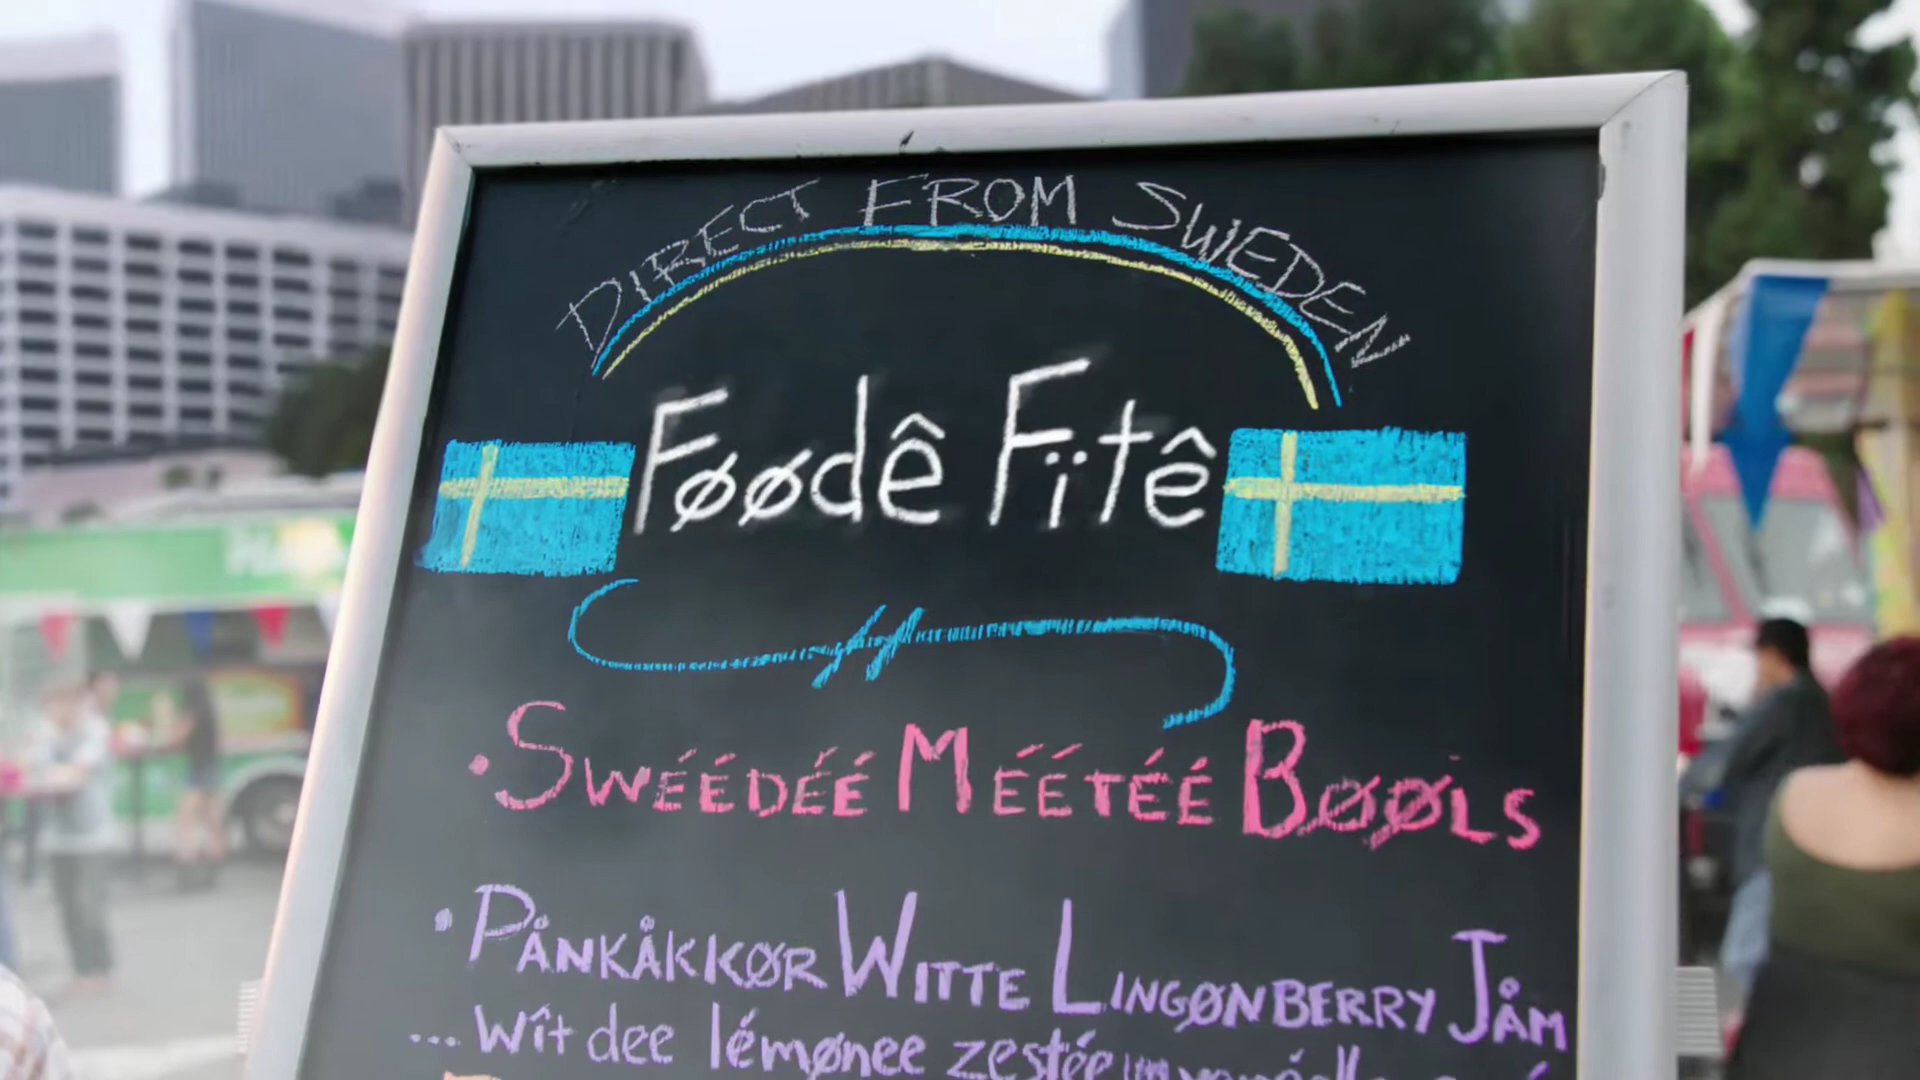 DIRECT FROM SWEDEN
Føødê Fïtê
• Swéédéé Méétéé Bøøls
• Pånkåkkør Witte Lingønberry Jåm
... wît dee lémønee zestée